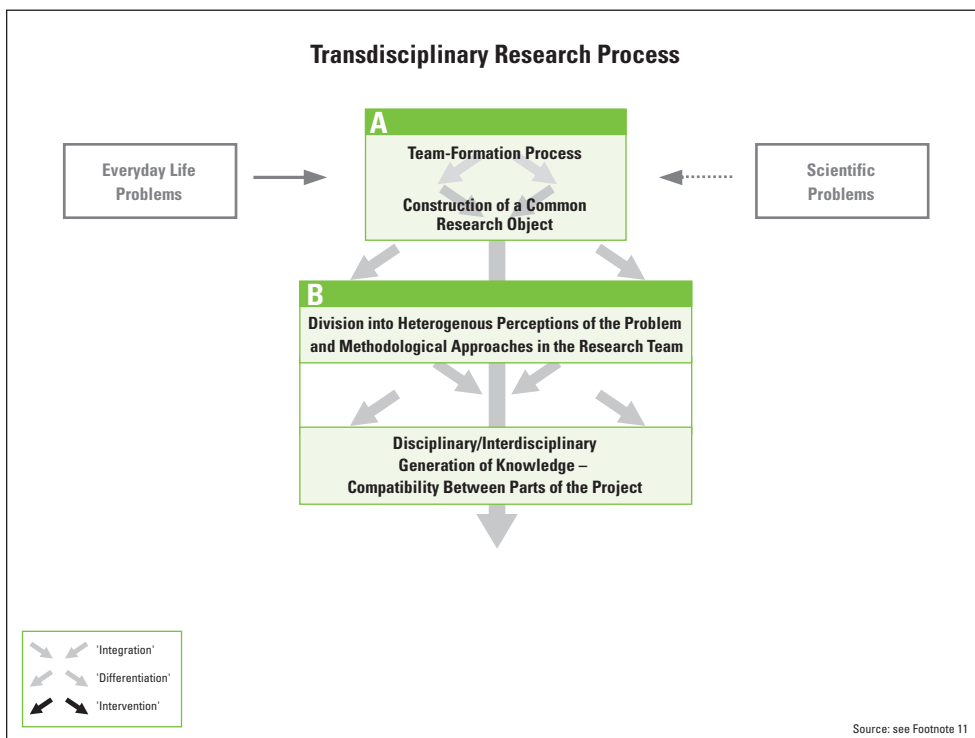 Transdisciplinary Research Process
A
Everyday Life
Problems
Team-Formation Process
Construction of a Common
Research Object
Scientific
Problems
B
Division into Heterogenous Perceptions of the Problem
and Methodological Approaches in the Research Team
Disciplinary/Interdisciplinary
Generation of Knowledge –
Compatibility Between Parts of the Project
'Integration'
'Differentiation'
'Intervention'
Source: see Footnote 11